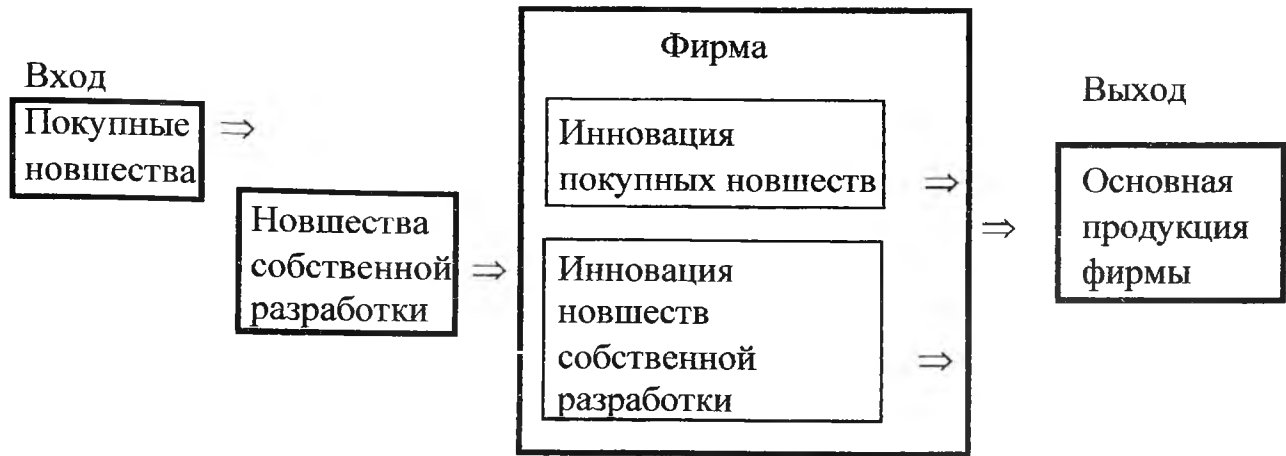 Вход
Покупные ⇒
новшества
Новшества
собственной ⇒
разработки
Фирма
Инновация
покупных новшеств ⇒
Инновация
новшеств
собственной
разработки ⇒
⇒
Выход
Основная
продукция
фирмы